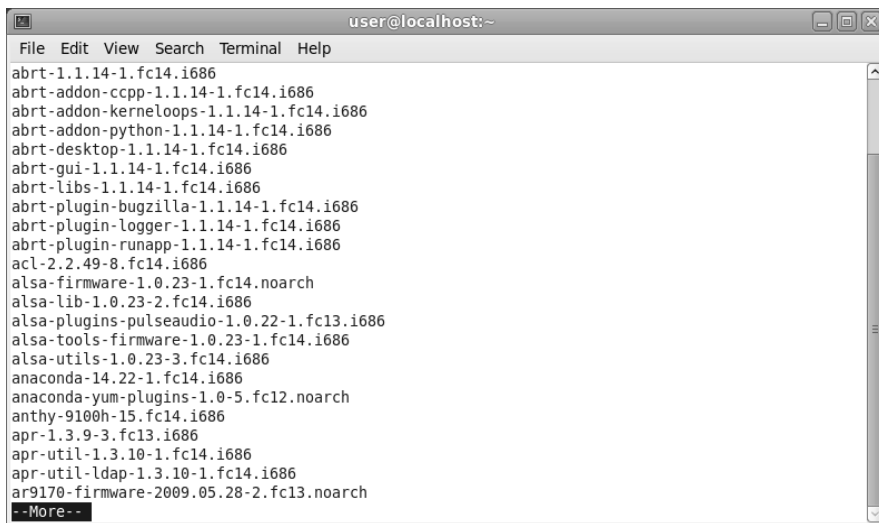 user@localhost:~
File Edit View Search Terminal Help
abrt-1.1.14-1.fc14.i686
abrt-addon-ccpp-1.1.14-1.fc14.i686
abrt-addon-kerneloops-1.1.14-1.fc14.i686
abrt-addon-python-1.1.14-1.fc14.i686
abrt-desktop-1.1.14-1.fc14.i686
abrt-gui-1.1.14-1.fc14.i686
abrt-libs-1.1.14-1.fc14.i686
abrt-plugin-bugzilla-1.1.14-1.fc14.i686
abrt-plugin-logger-1.1.14-1.fc14.i686
abrt-plugin-runapp-1.1.14-1.fc14.i686
acl-2.2.49-8.fc14.i686
alsa-firmware-1.0.23-1.fc14.noarch
alsa-lib-1.0.23-2.fc14.i686
alsa-plugins-pulseaudio-1.0.22-1.fc13.i686
alsa-tools-firmware-1.0.23-1.fc14.i686
alsa-utils-1.0.23-3.fc14.i686
anaconda-14.22-1.fc14.i686
anaconda-yum-plugins-1.0-5.fc12.noarch
anthy-9100h-15.fc14.i686
apr-1.3.9-3.fc13.i686
apr-util-1.3.10-1.fc14.i686
apr-util-ldap-1.3.10-1.fc14.i686
ar9170-firmware-2009.05.28-2.fc13.noarch
--More--